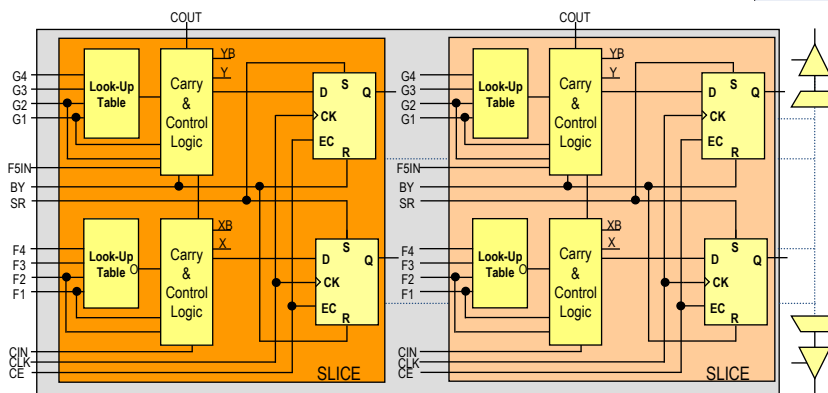 COUT
COUT
YB
Y
G4
G3
G2
G1
Look-Up
Table
Carry
&
Control
Logic
D
S
Q
CK
EC
R
F5IN
BY
SR
XB
X
F4
F3
F2
F1
Look-Up
Table
O
Carry
&
Control
Logic
D
S
Q
CK
EC
R
CIN
CLK
CE
SLICE
YB
Y
G4
G3
G2
G1
Look-Up
Table
Carry
&
Control
Logic
D
S
Q
CK
EC
R
F5IN
BY
SR
XB
X
F4
F3
F2
F1
Look-Up
Table
O
Carry
&
Control
Logic
D
S
Q
CK
EC
R
CIN
CLK
CE
SLICE